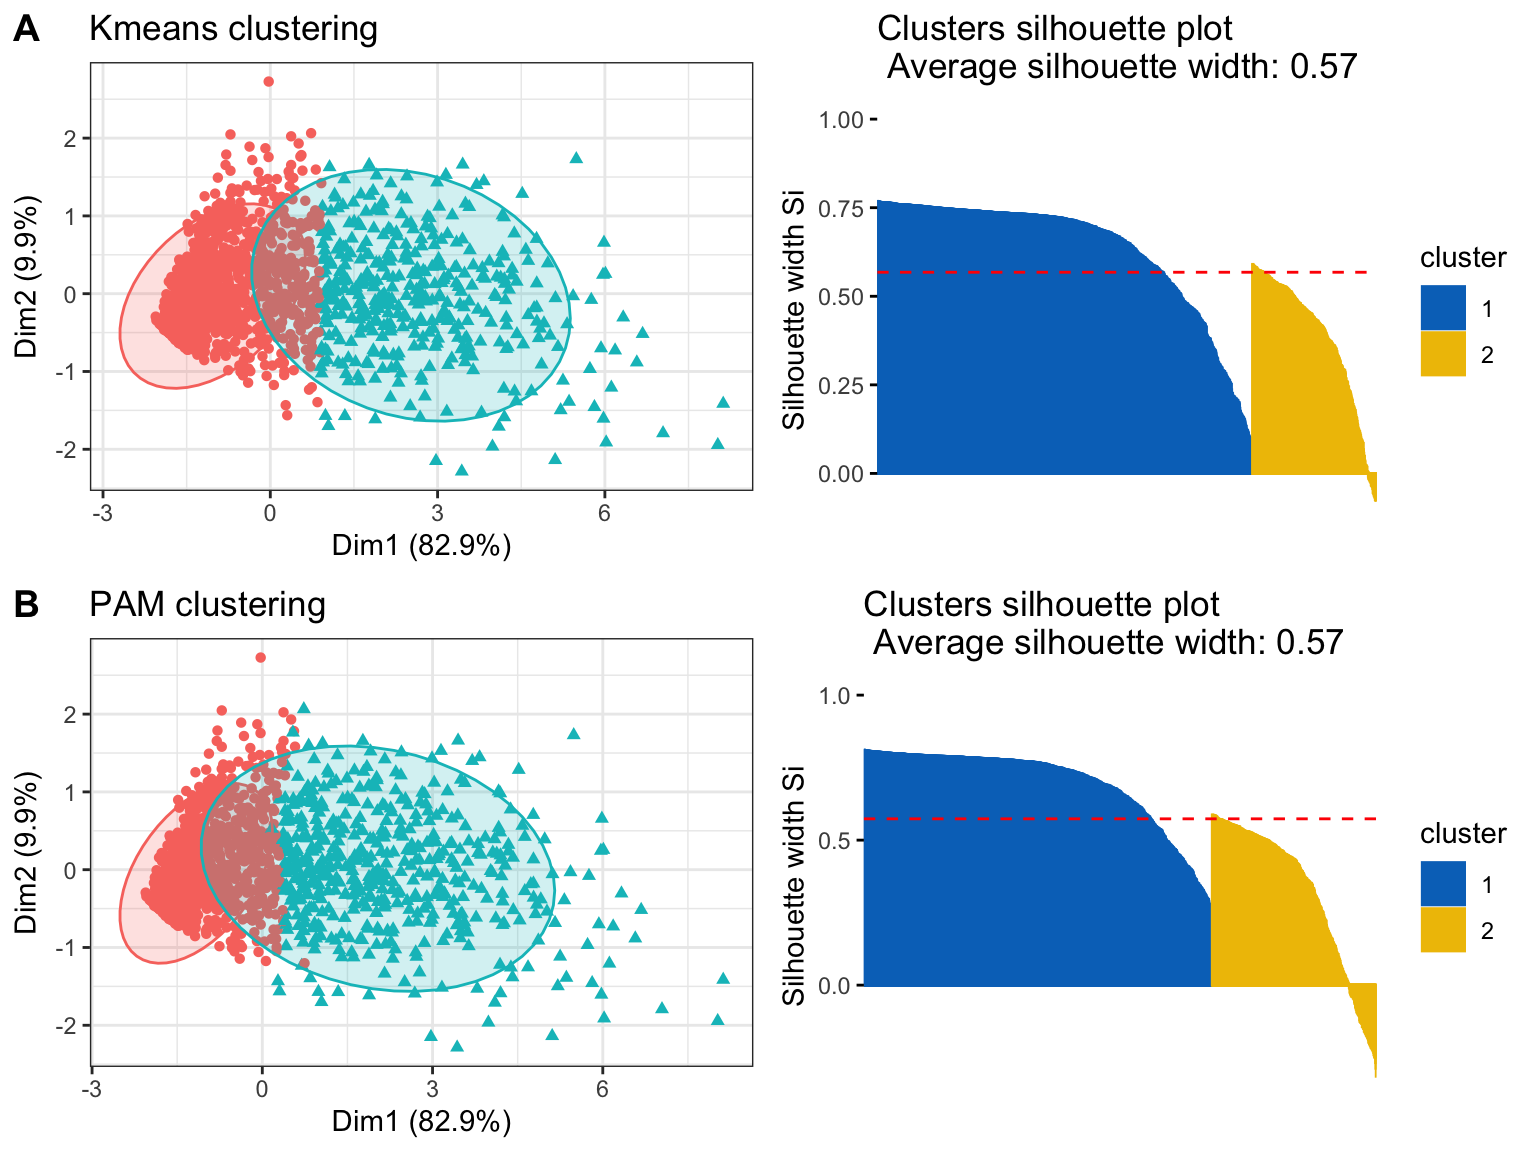 A
Kmeans clustering
2
1
0
-1
-2
Dim2 (9.9%)
-3
0
3
6
Dim1 (82.9%)
Clusters silhouette plot
Average silhouette width: 0.57
1.00
0.75
0.50
0.25
0.00
Silhouette width Si
cluster
1
2
B
PAM clustering
2
1
0
-1
-2
Dim2 (9.9%)
-3
0
3
6
Dim1 (82.9%)
Clusters silhouette plot
Average silhouette width: 0.57
1.0
0.5
0.0
Silhouette width Si
cluster
1
2